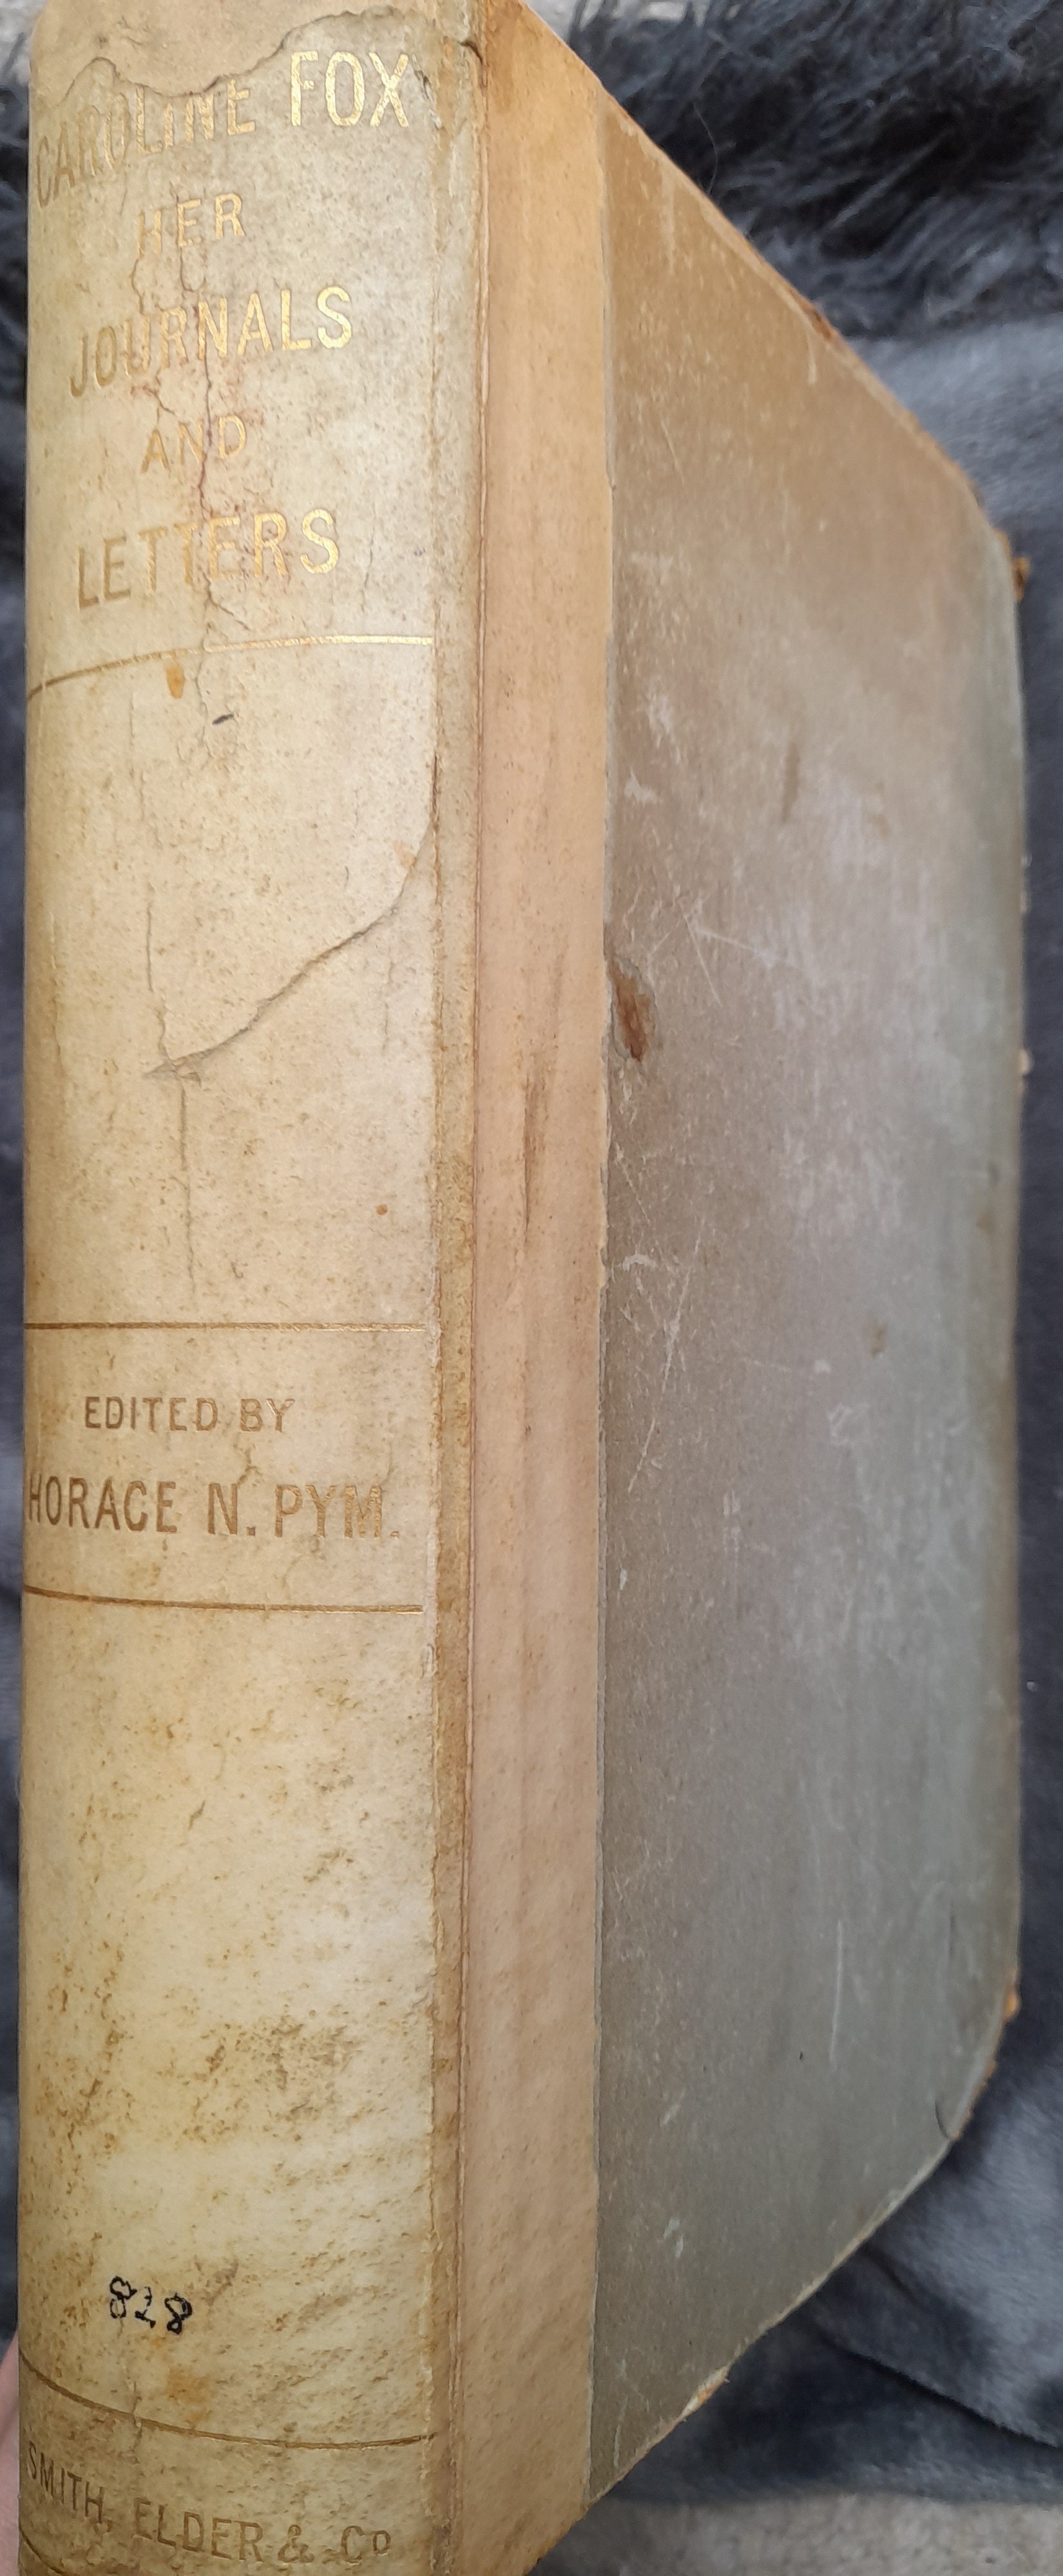 CAROLINE FOX
HER
JOURNALS
AND
LETTERS
EDITED BY
HORACE N. PYM.
828
SMITH, ELDER & Co